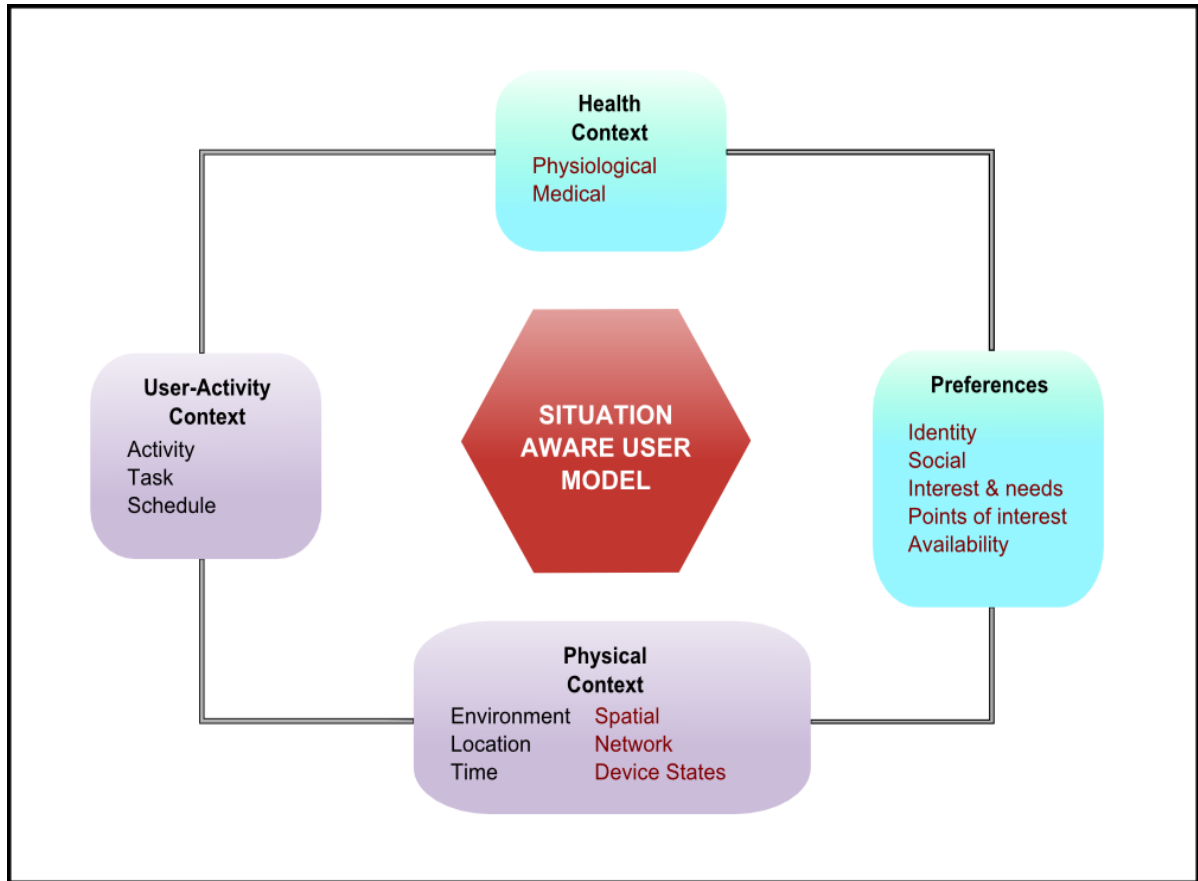 Health
Context
Physiological
Medical
User-Activity
Context
Activity
Task
Schedule
SITUATION
AWARE USER
MODEL
Preferences
Identity
Social
Interest & needs
Points of interest
Availability
Physical
Context
Environment Spatial
Location Network
Time Device States